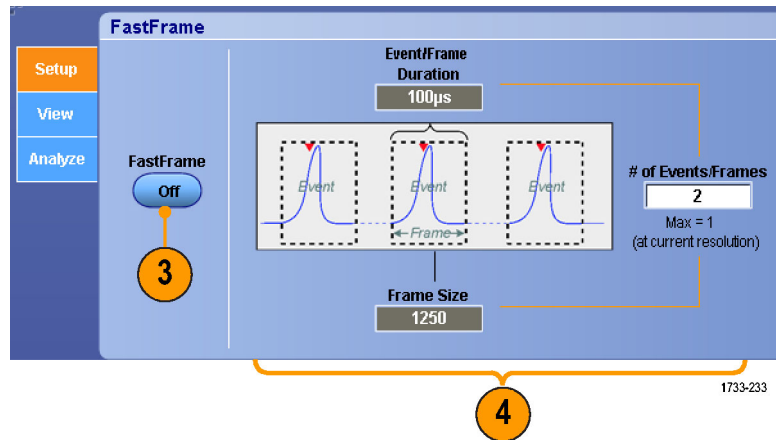 FastFrame
Setup
View
Analyze
FastFrame
Off
3
Event/Frame
Duration
100µs
Event
Event
Event
Frame
Frame Size
1250
# of Events/Frames
2
Max = 1
(at current resolution)
4
1733-233